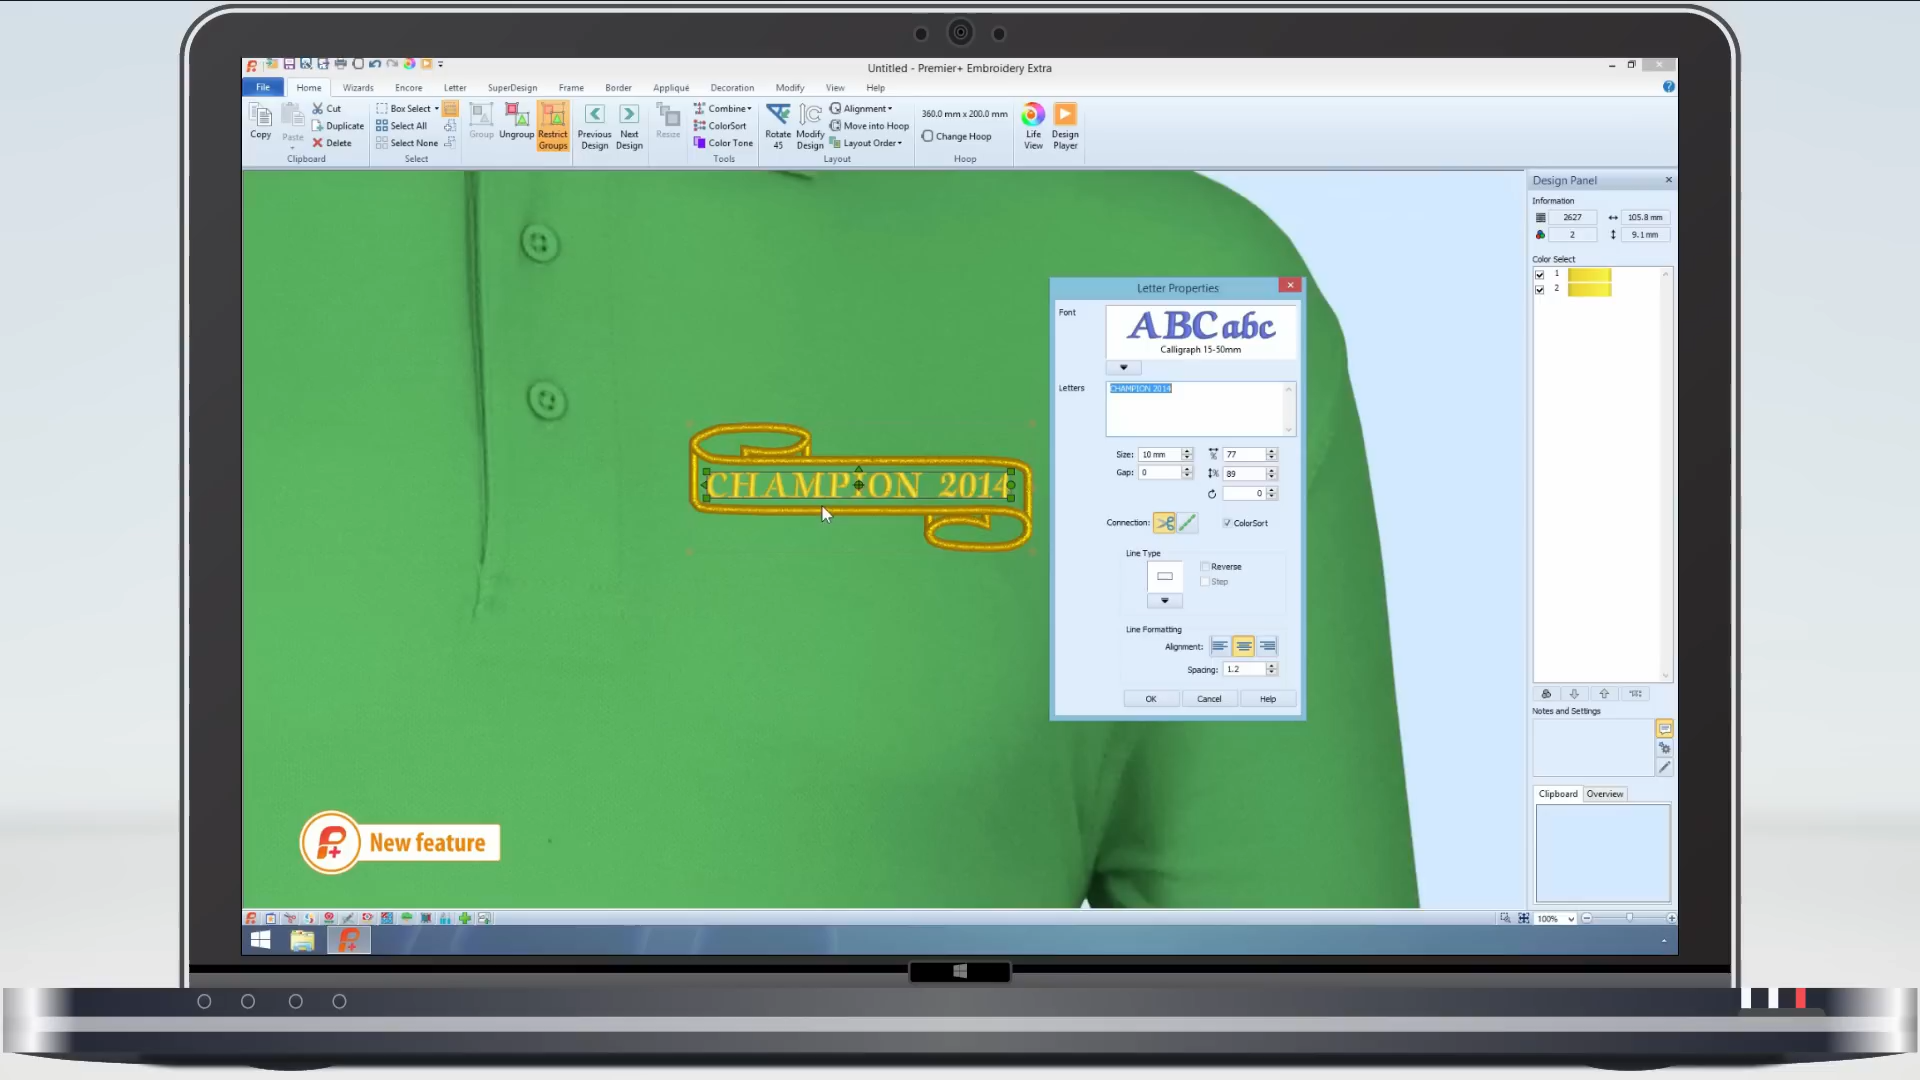 Untitled - Premier+ Embroidery Extra
File Home Wizards Encore Letter SuperDesign Frame Border Appliqué Decoration Modify View Help
Copy
Paste
Cut
Duplicate
Delete
Clipboard
Box Select
Select All
Select None
Select
Group
Ungroup
Restrict Groups
Previous Design
Next Design
Resize
Combine
ColorSort
Color Tone
Tools
Rotate 45
Modify Design
Alignment
Move into Hoop
Layout Order
Layout
360.0 mm x 200.0 mm
Change Hoop
Hoop
Life View
Design Player
Design Panel
Information
2627 105.8 mm
2 9.1 mm
Color Select
1
2
Notes and Settings
Clipboard Overview
CHAMPION 2014
Letter Properties
Font
ABC abc
Calligraph 15-50mm
Letters
CHAMPION 2014
Size: 10 mm 77
Gap: 0 89
0
Connection: ColorSort
Line Type
Reverse
Step
Line Formatting
Alignment:
Spacing: 1.2
OK Cancel Help
P+ New feature
100%